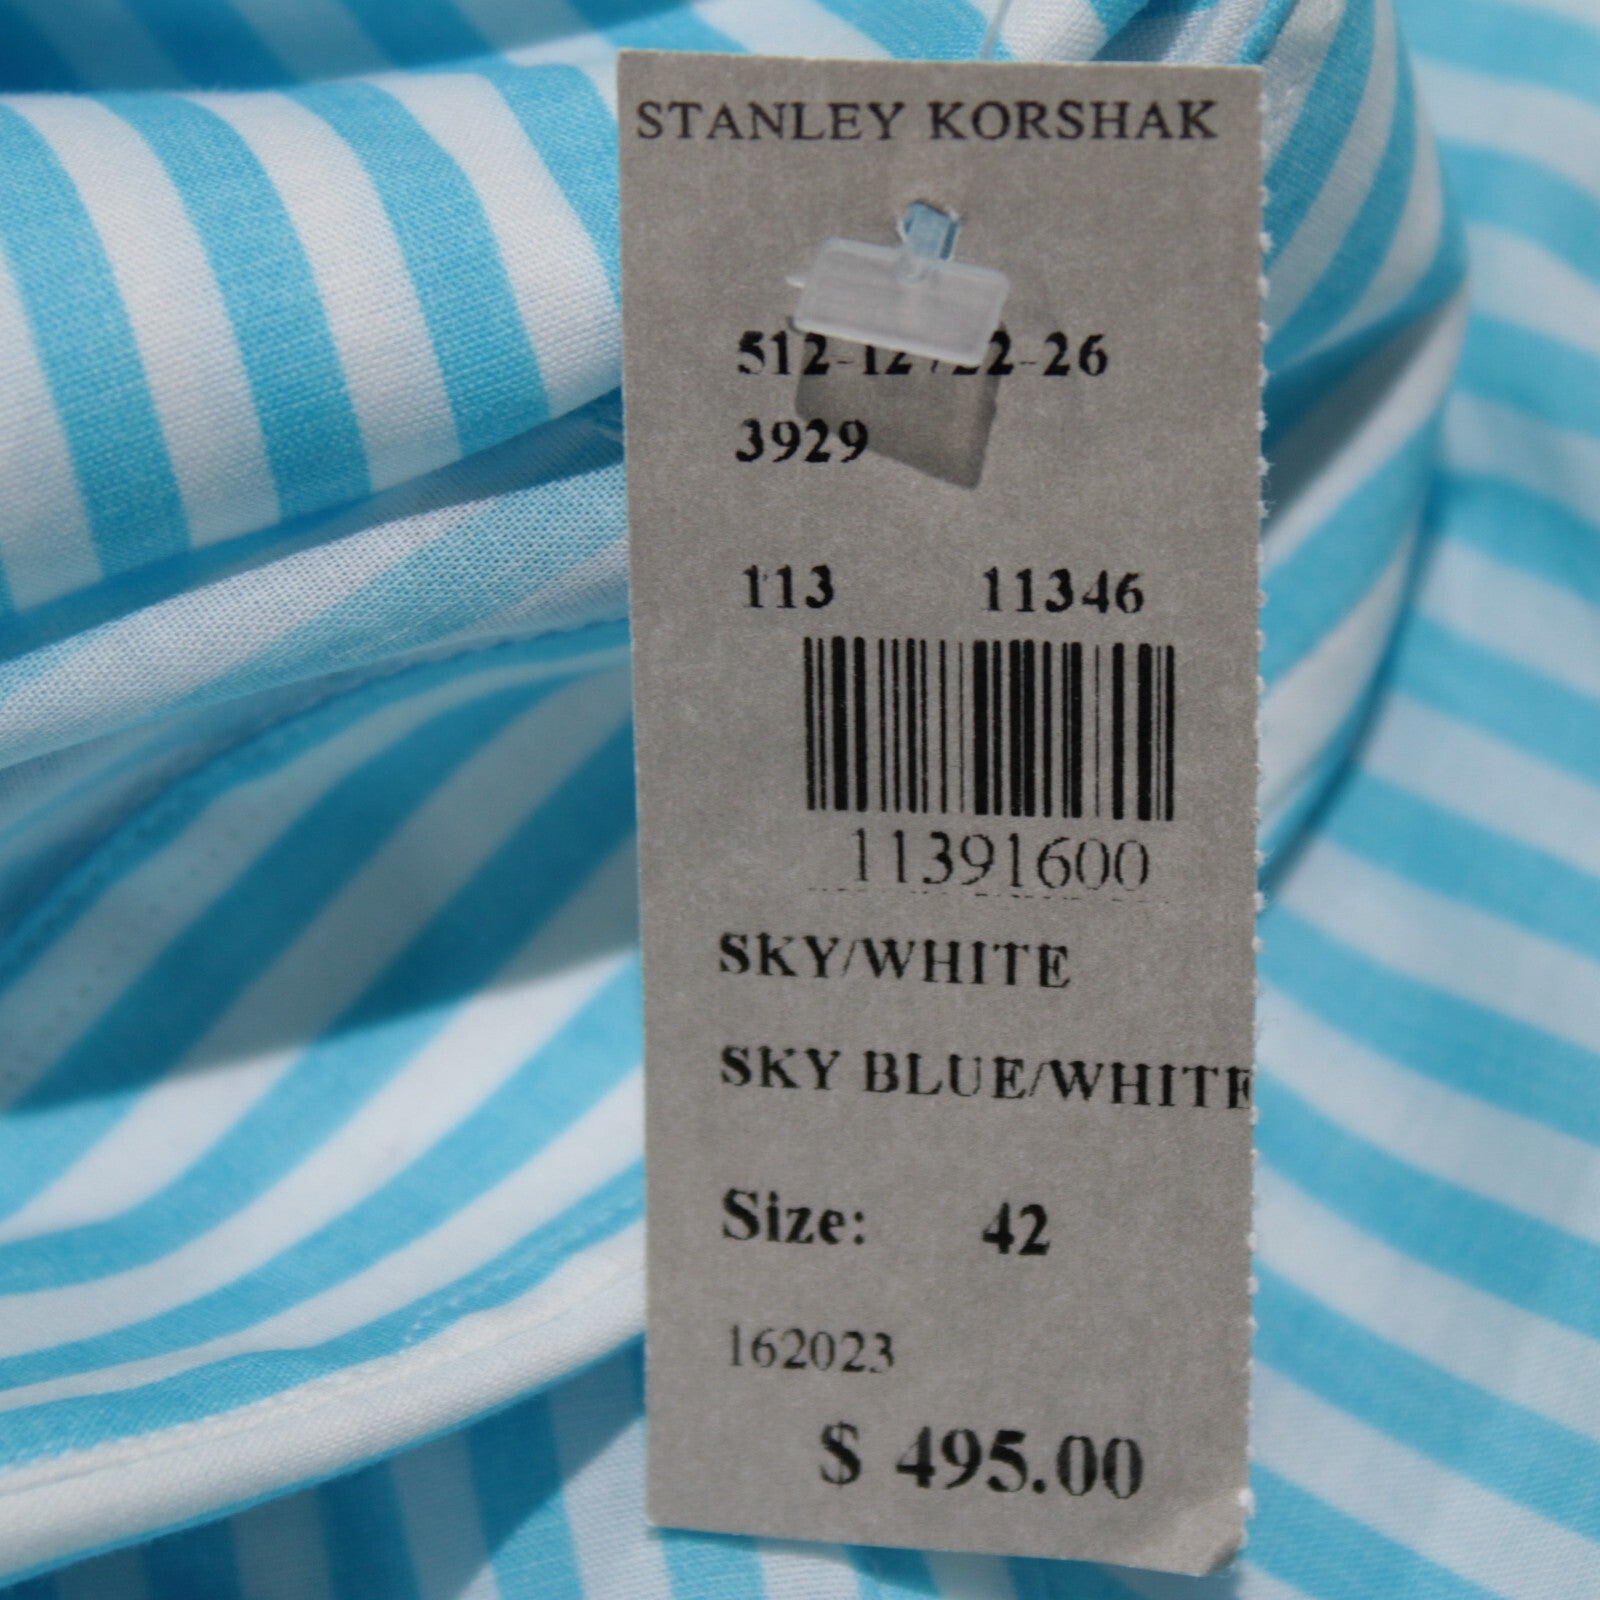 STANLEY KORSHAK
3929
113 11346
11391600
SKY/WHITE
SKY BLUE/WHITE
Size: 42
162023
$ 495.00